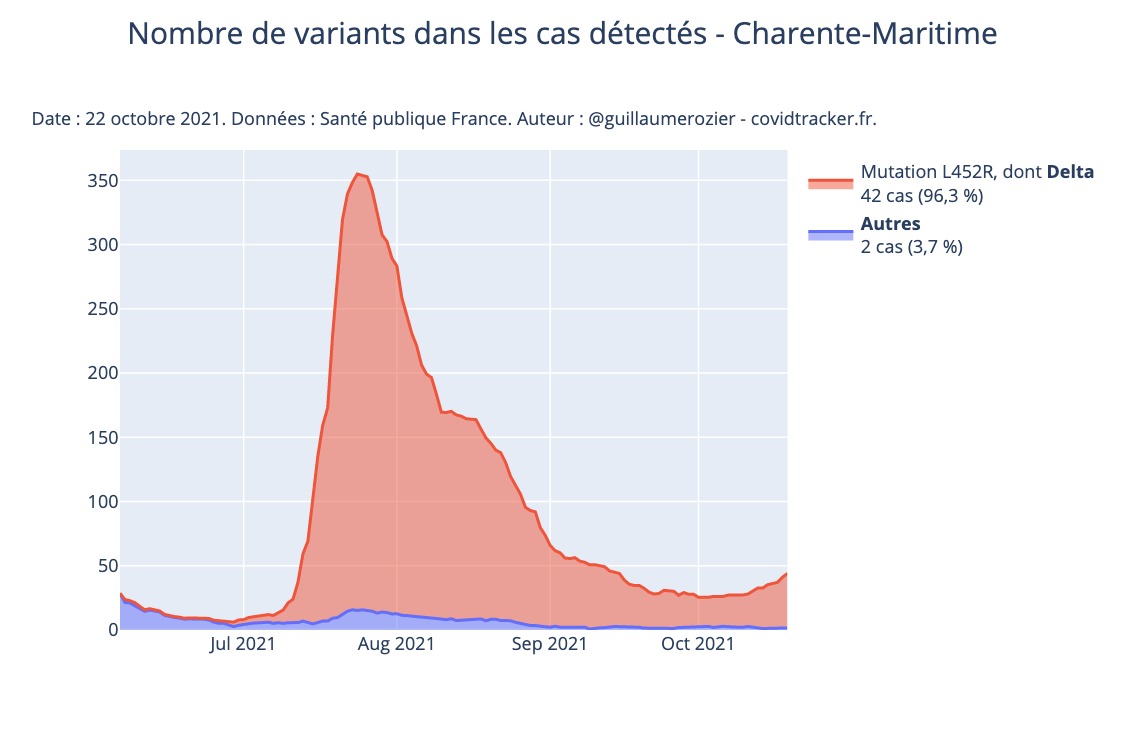 Nombre de variants dans les cas détectés - Charente-Maritime
Date : 22 octobre 2021. Données : Santé publique France. Auteur : @guillaumerozier - covidtracker.fr.
350
300
250
200
150
100
50
0
Jul 2021
Aug 2021
Sep 2021
Oct 2021
Mutation L452R, dont Delta
42 cas (96,3 %)
Autres
2 cas (3,7 %)